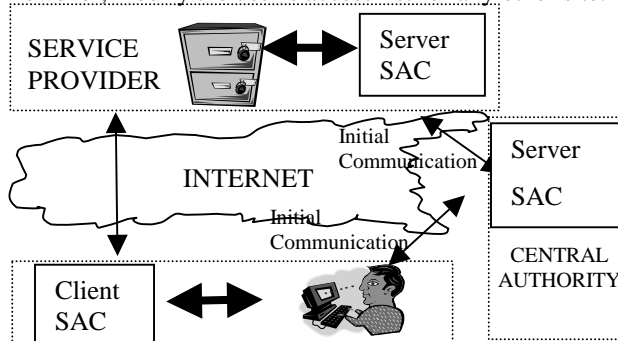 SERVICE
PROVIDER
Server
SAC
Initial
Communication
INTERNET
Server
SAC
Initial
Communication
CENTRAL
AUTHORITY
Client
SAC